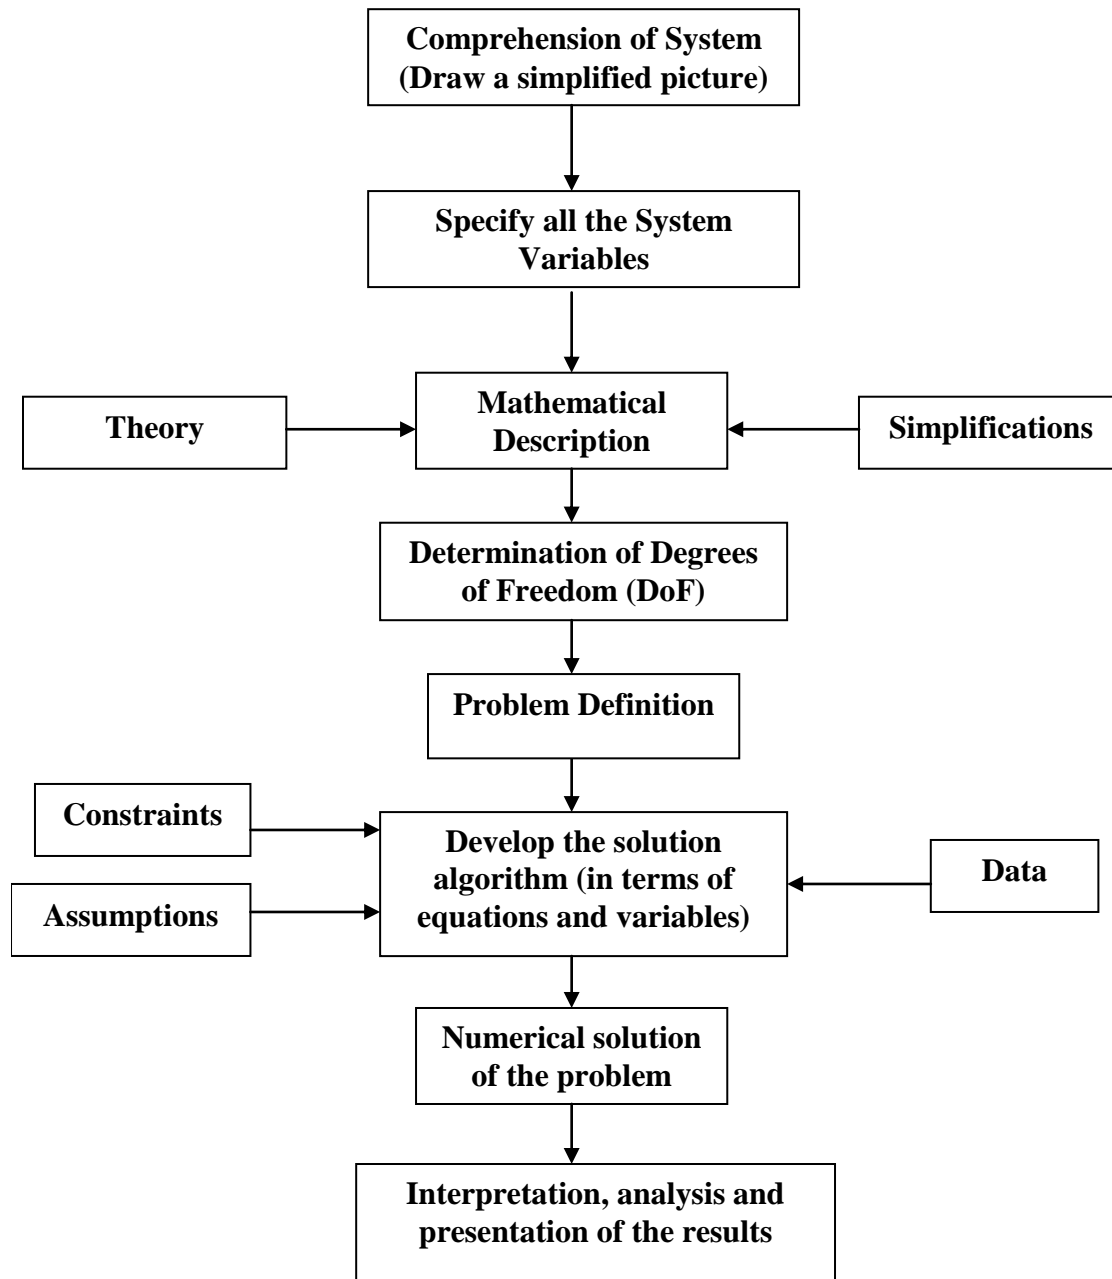 Comprehension of System
(Draw a simplified picture)
Specify all the System
Variables
Theory
Mathematical
Description
Simplifications
Determination of Degrees
of Freedom (DoF)
Problem Definition
Constraints
Assumptions
Develop the solution
algorithm (in terms of
equations and variables)
Data
Numerical solution
of the problem
Interpretation, analysis and
presentation of the results